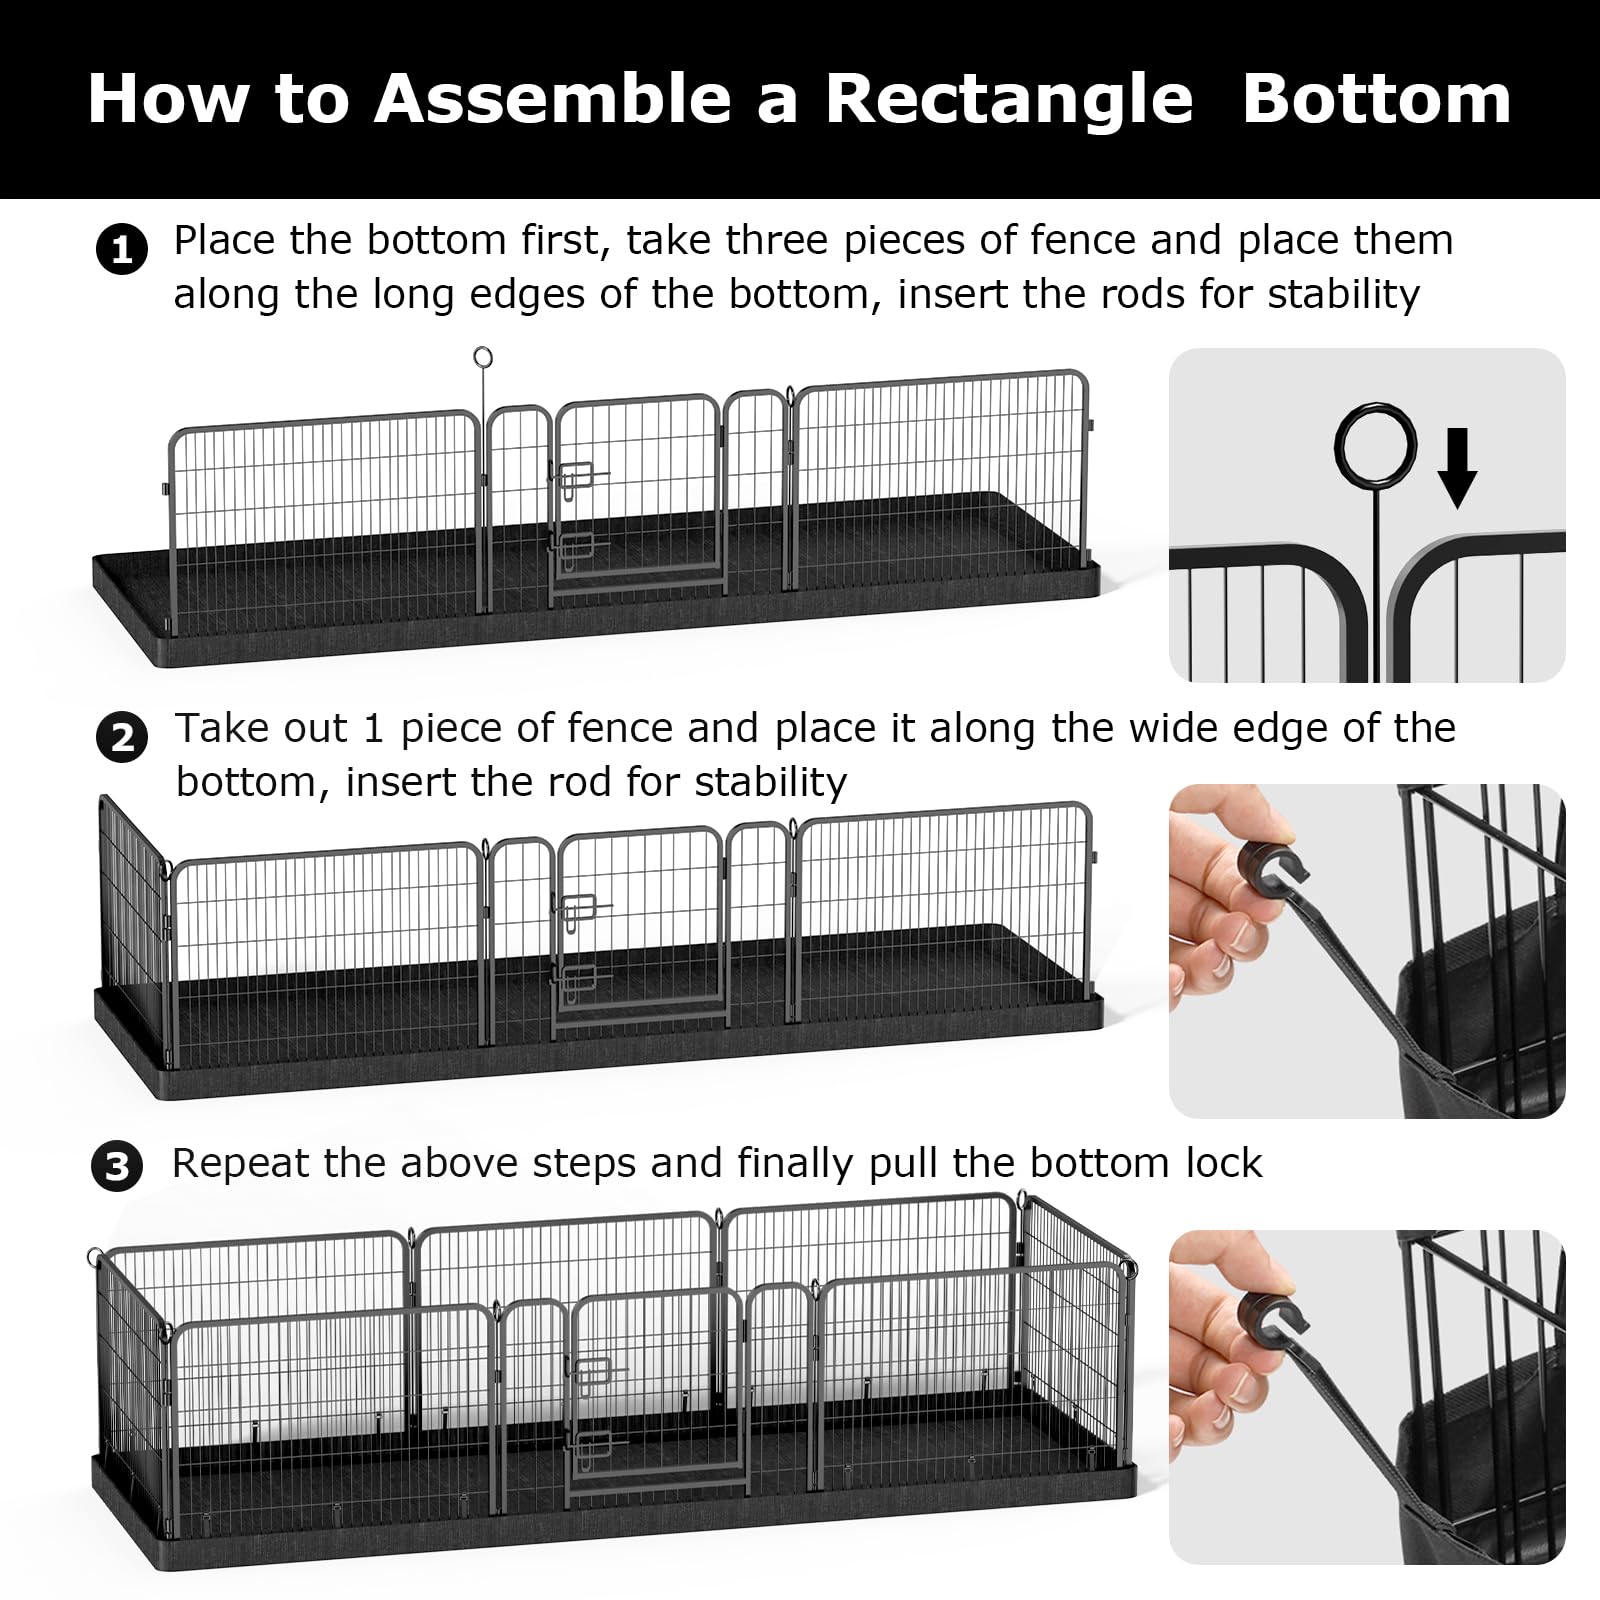 How to Assemble a Rectangle Bottom
1 Place the bottom first, take three pieces of fence and place them
along the long edges of the bottom, insert the rods for stability
2 Take out 1 piece of fence and place it along the wide edge of the
bottom, insert the rod for stability
3 Repeat the above steps and finally pull the bottom lock